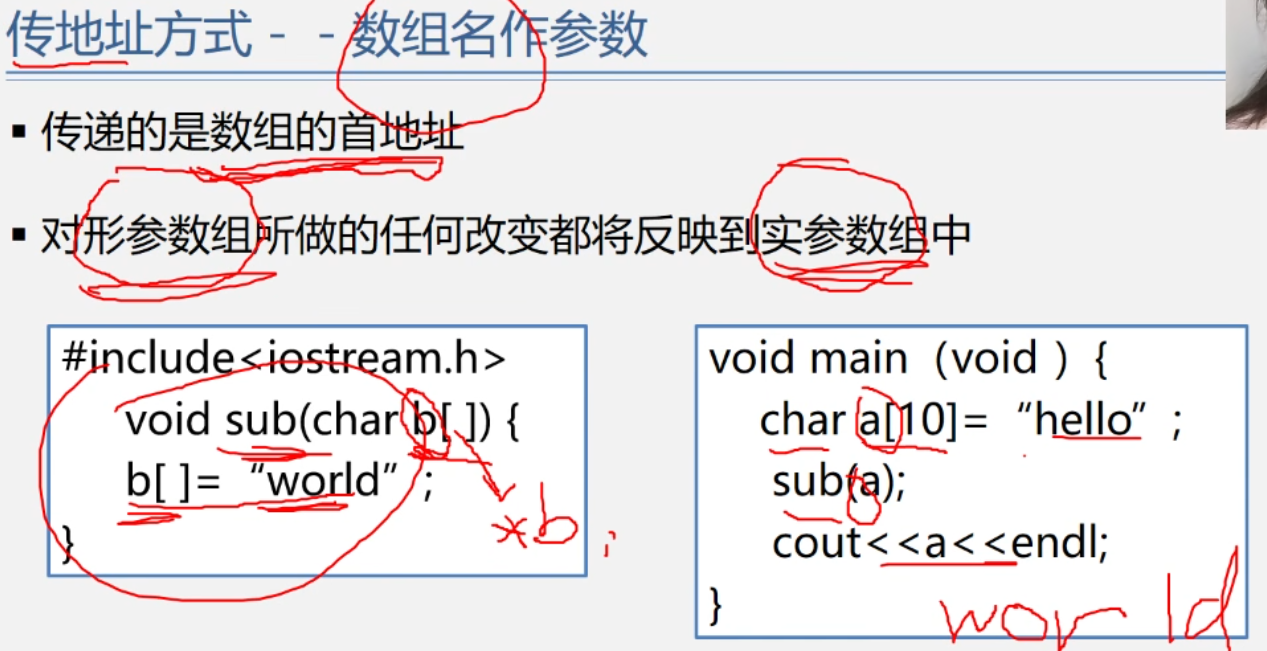 传地址方式 - - 数组名作参数
▪ 传递的是数组的首地址
▪ 对形参数组所做的任何改变都将反映到实参数组中
#include<iostream.h>
void sub(char b[ ]) {
b[ ]= “world” ;
}
*b ;
void main (void ) {
char a[10]= “hello” ;
sub(a);
cout<<a<<endl;
}
world